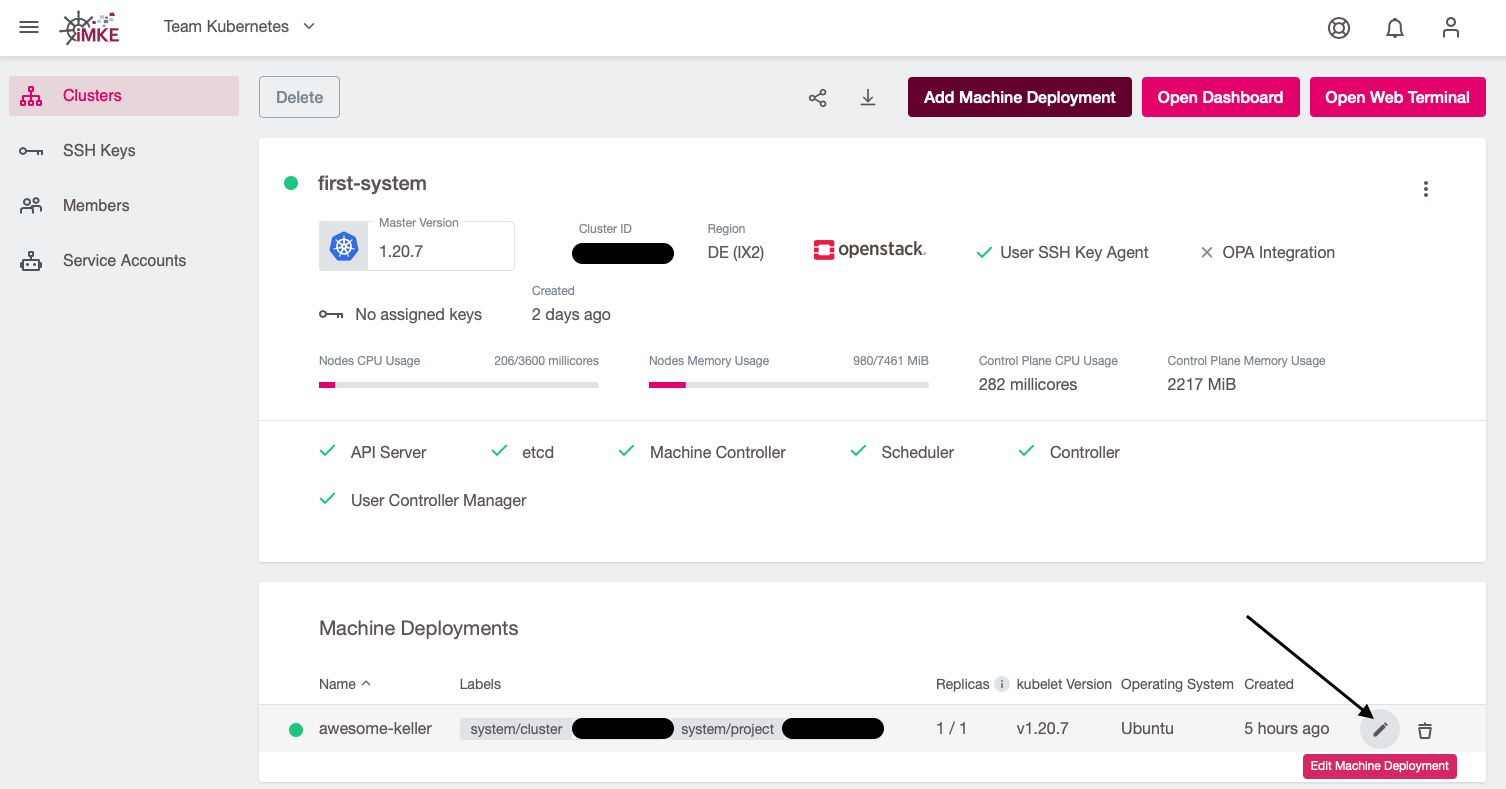 iMKE
Team Kubernetes
Clusters
SSH Keys
Members
Service Accounts
Delete
Add Machine Deployment
Open Dashboard
Open Web Terminal
first-system
Master Version
1.20.7
Cluster ID
Region
DE (IX2)
openstack.
User SSH Key Agent
OPA Integration
No assigned keys
Created
2 days ago
Nodes CPU Usage 206/3600 millicores
Nodes Memory Usage 980/7461 MiB
Control Plane CPU Usage
282 millicores
Control Plane Memory Usage
2217 MiB
API Server
etcd
Machine Controller
Scheduler
Controller
User Controller Manager
Machine Deployments
Name Labels Replicas i kubelet Version Operating System Created
awesome-keller system/cluster system/project 1 / 1 v1.20.7 Ubuntu 5 hours ago
Edit Machine Deployment